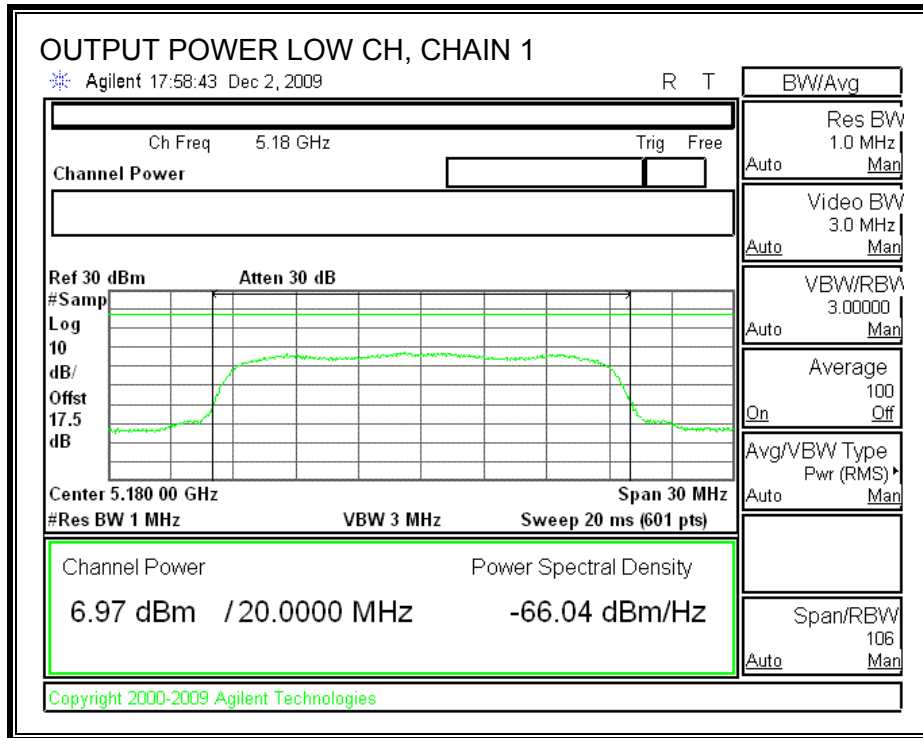 OUTPUT POWER LOW CH, CHAIN 1
Agilent 17:58:43 Dec 2, 2009 R T
Ch Freq 5.18 GHz Trig Free
Channel Power
Ref 30 dBm Atten 30 dB
#Samp
Log
10
dB/
Offst
17.5
dB
Center 5.180 00 GHz Span 30 MHz
#Res BW 1 MHz VBW 3 MHz Sweep 20 ms (601 pts)
Channel Power Power Spectral Density
6.97 dBm / 20.0000 MHz -66.04 dBm/Hz
Copyright 2000-2009 Agilent Technologies
BW/Avg
Res BW
1.0 MHz
Auto Man
Video BW
3.0 MHz
Auto Man
VBW/RBW
3.00000
Auto Man
Average
100
On Off
Avg/VBW Type
Pwr (RMS)
Auto Man
Span/RBW
106
Auto Man